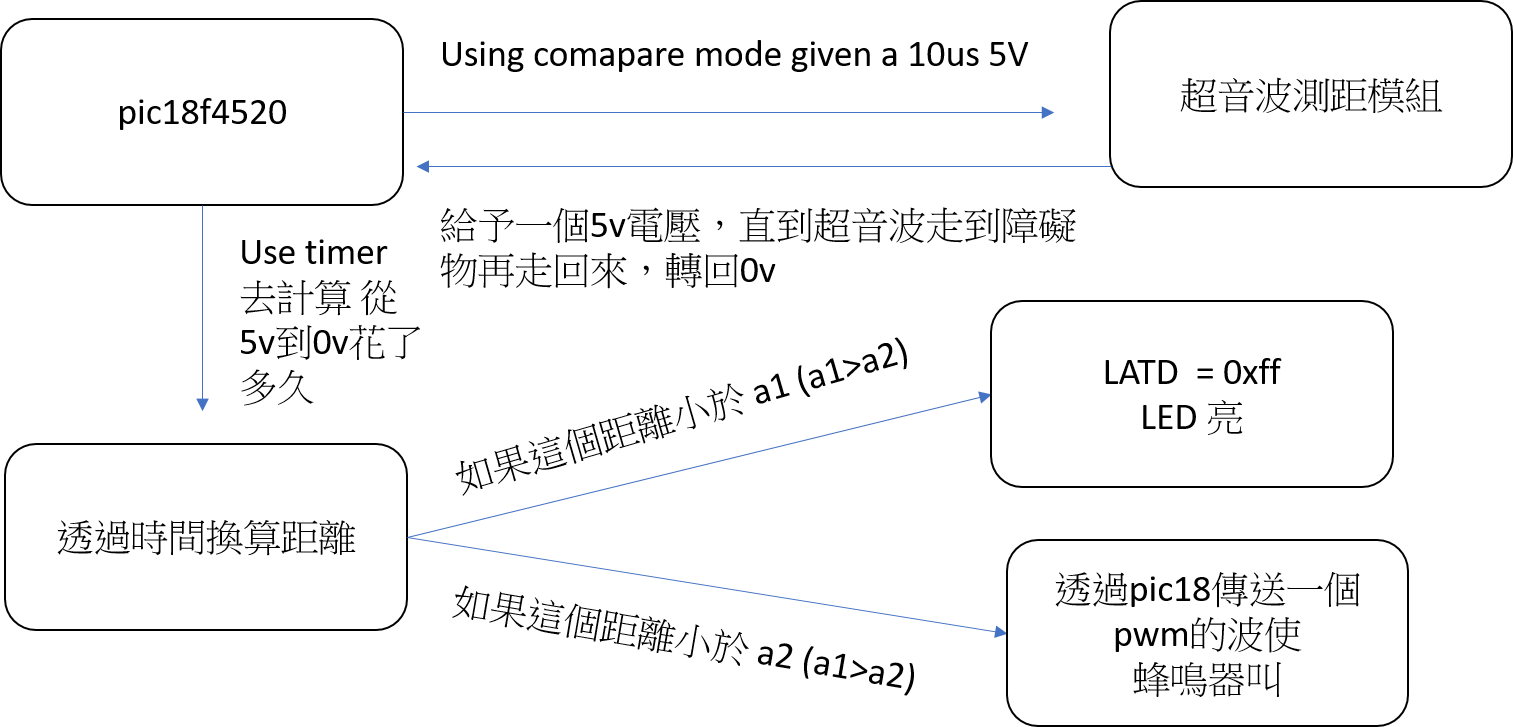 pic18f4520
Using comapare mode given a 10us 5V
超音波測距模組
給予一個5v電壓，直到超音波走到障礙
物再走回來，轉回0v
Use timer
去計算 從
5v到0v花了
多久
透過時間換算距離
如果這個距離小於 a1 (a1>a2)
LATD = 0xff
LED 亮
如果這個距離小於 a2 (a1>a2)
透過pic18傳送一個
pwm的波使
蜂鳴器叫